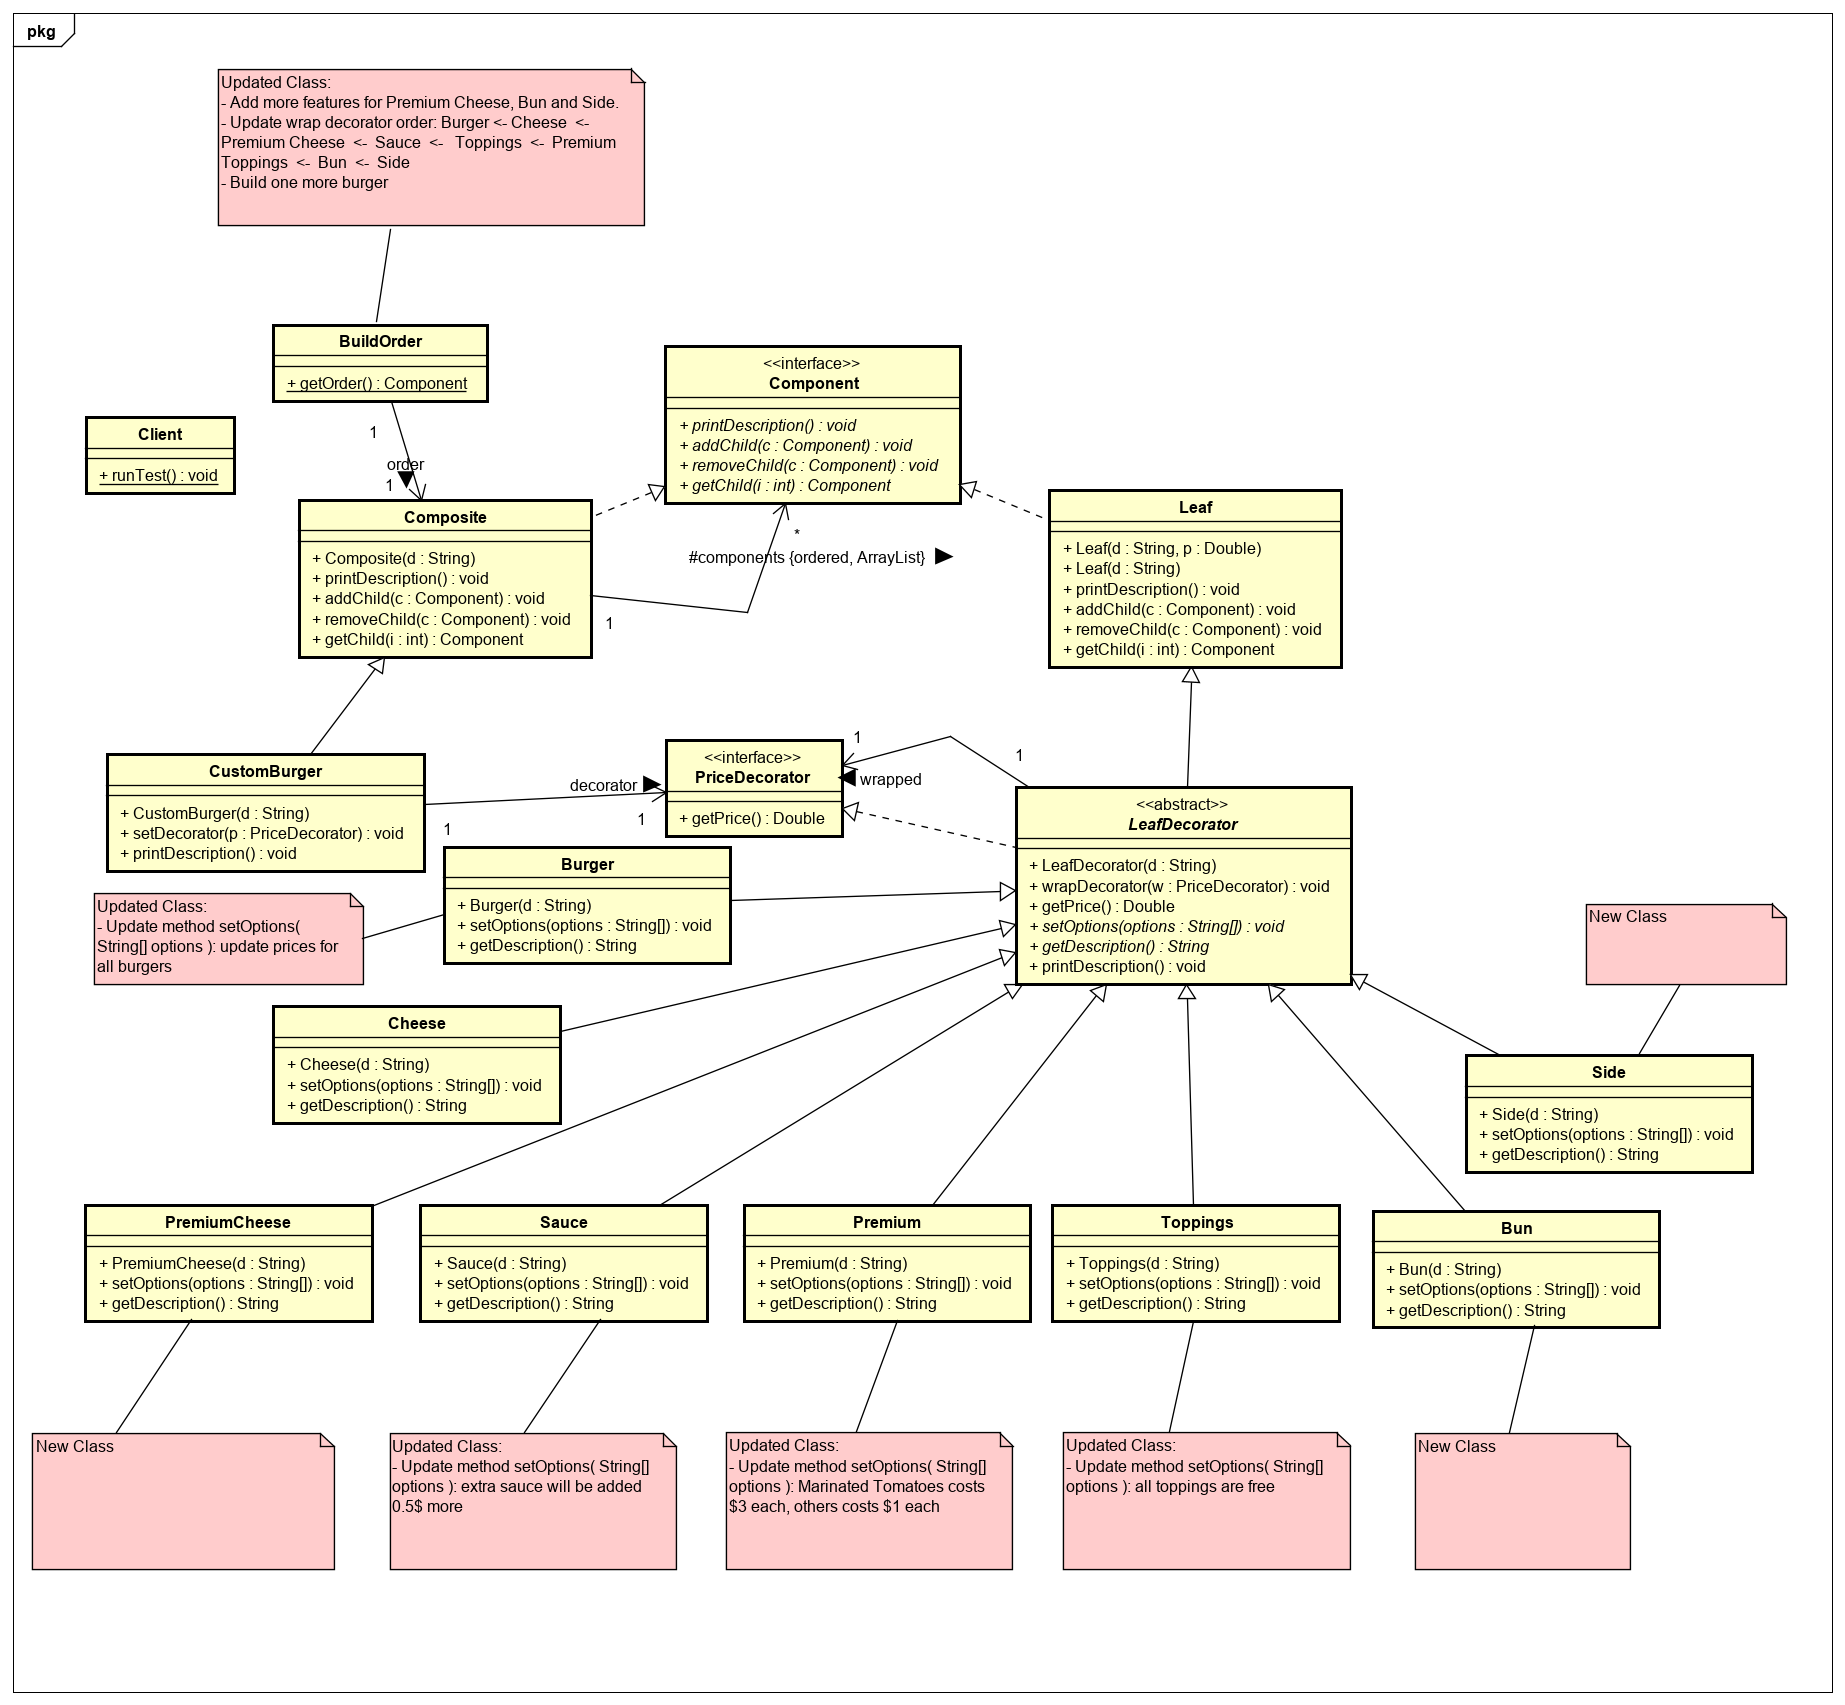 pkg
Updated Class:
- Add more features for Premium Cheese, Bun and Side.
- Update wrap decorator order: Burger <- Cheese <-
Premium Cheese <- Sauce <- Toppings <- Premium
Toppings <- Bun <- Side
- Build one more burger
BuildOrder
+ getOrder() : Component
Client
+ runTest() : void
1
order
1
<<interface>>
Component
+ printDescription() : void
+ addChild(c : Component) : void
+ removeChild(c : Component) : void
+ getChild(i : int) : Component
Composite
+ Composite(d : String)
+ printDescription() : void
+ addChild(c : Component) : void
+ removeChild(c : Component) : void
+ getChild(i : int) : Component
*
#components {ordered, ArrayList}
1
Leaf
+ Leaf(d : String, p : Double)
+ Leaf(d : String)
+ printDescription() : void
+ addChild(c : Component) : void
+ removeChild(c : Component) : void
+ getChild(i : int) : Component
CustomBurger
+ CustomBurger(d : String)
+ setDecorator(p : PriceDecorator) : void
+ printDescription() : void
decorator
1
1
<<interface>>
PriceDecorator
+ getPrice() : Double
1
1
wrapped
<<abstract>>
LeafDecorator
+ LeafDecorator(d : String)
+ wrapDecorator(w : PriceDecorator) : void
+ getPrice() : Double
+ setOptions(options : String[]) : void
+ getDescription() : String
+ printDescription() : void
Updated Class:
- Update method setOptions(
String[] options ): update prices for
all burgers
Burger
+ Burger(d : String)
+ setOptions(options : String[]) : void
+ getDescription() : String
New Class
Cheese
+ Cheese(d : String)
+ setOptions(options : String[]) : void
+ getDescription() : String
Side
+ Side(d : String)
+ setOptions(options : String[]) : void
+ getDescription() : String
PremiumCheese
+ PremiumCheese(d : String)
+ setOptions(options : String[]) : void
+ getDescription() : String
Sauce
+ Sauce(d : String)
+ setOptions(options : String[]) : void
+ getDescription() : String
Premium
+ Premium(d : String)
+ setOptions(options : String[]) : void
+ getDescription() : String
Toppings
+ Toppings(d : String)
+ setOptions(options : String[]) : void
+ getDescription() : String
Bun
+ Bun(d : String)
+ setOptions(options : String[]) : void
+ getDescription() : String
New Class
Updated Class:
- Update method setOptions( String[]
options ): extra sauce will be added
0.5$ more
Updated Class:
- Update method setOptions( String[]
options ): Marinated Tomatoes costs
$3 each, others costs $1 each
Updated Class:
- Update method setOptions( String[]
options ): all toppings are free
New Class